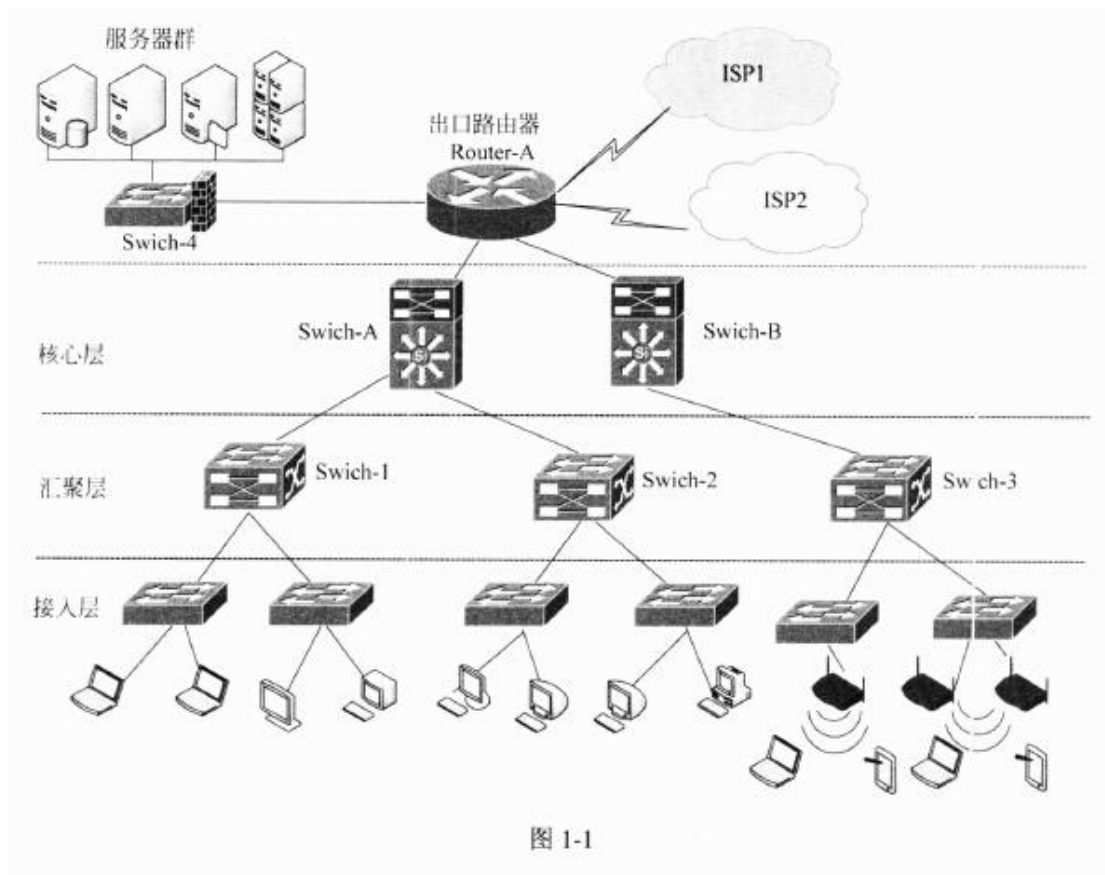 服务器群
ISP1
出口路由器
Router-A
ISP2
Swich-4
Swich-A
Swich-B
核心层
Swich-1
Swich-2
Sw ch-3
汇聚层
接入层
图 1-1